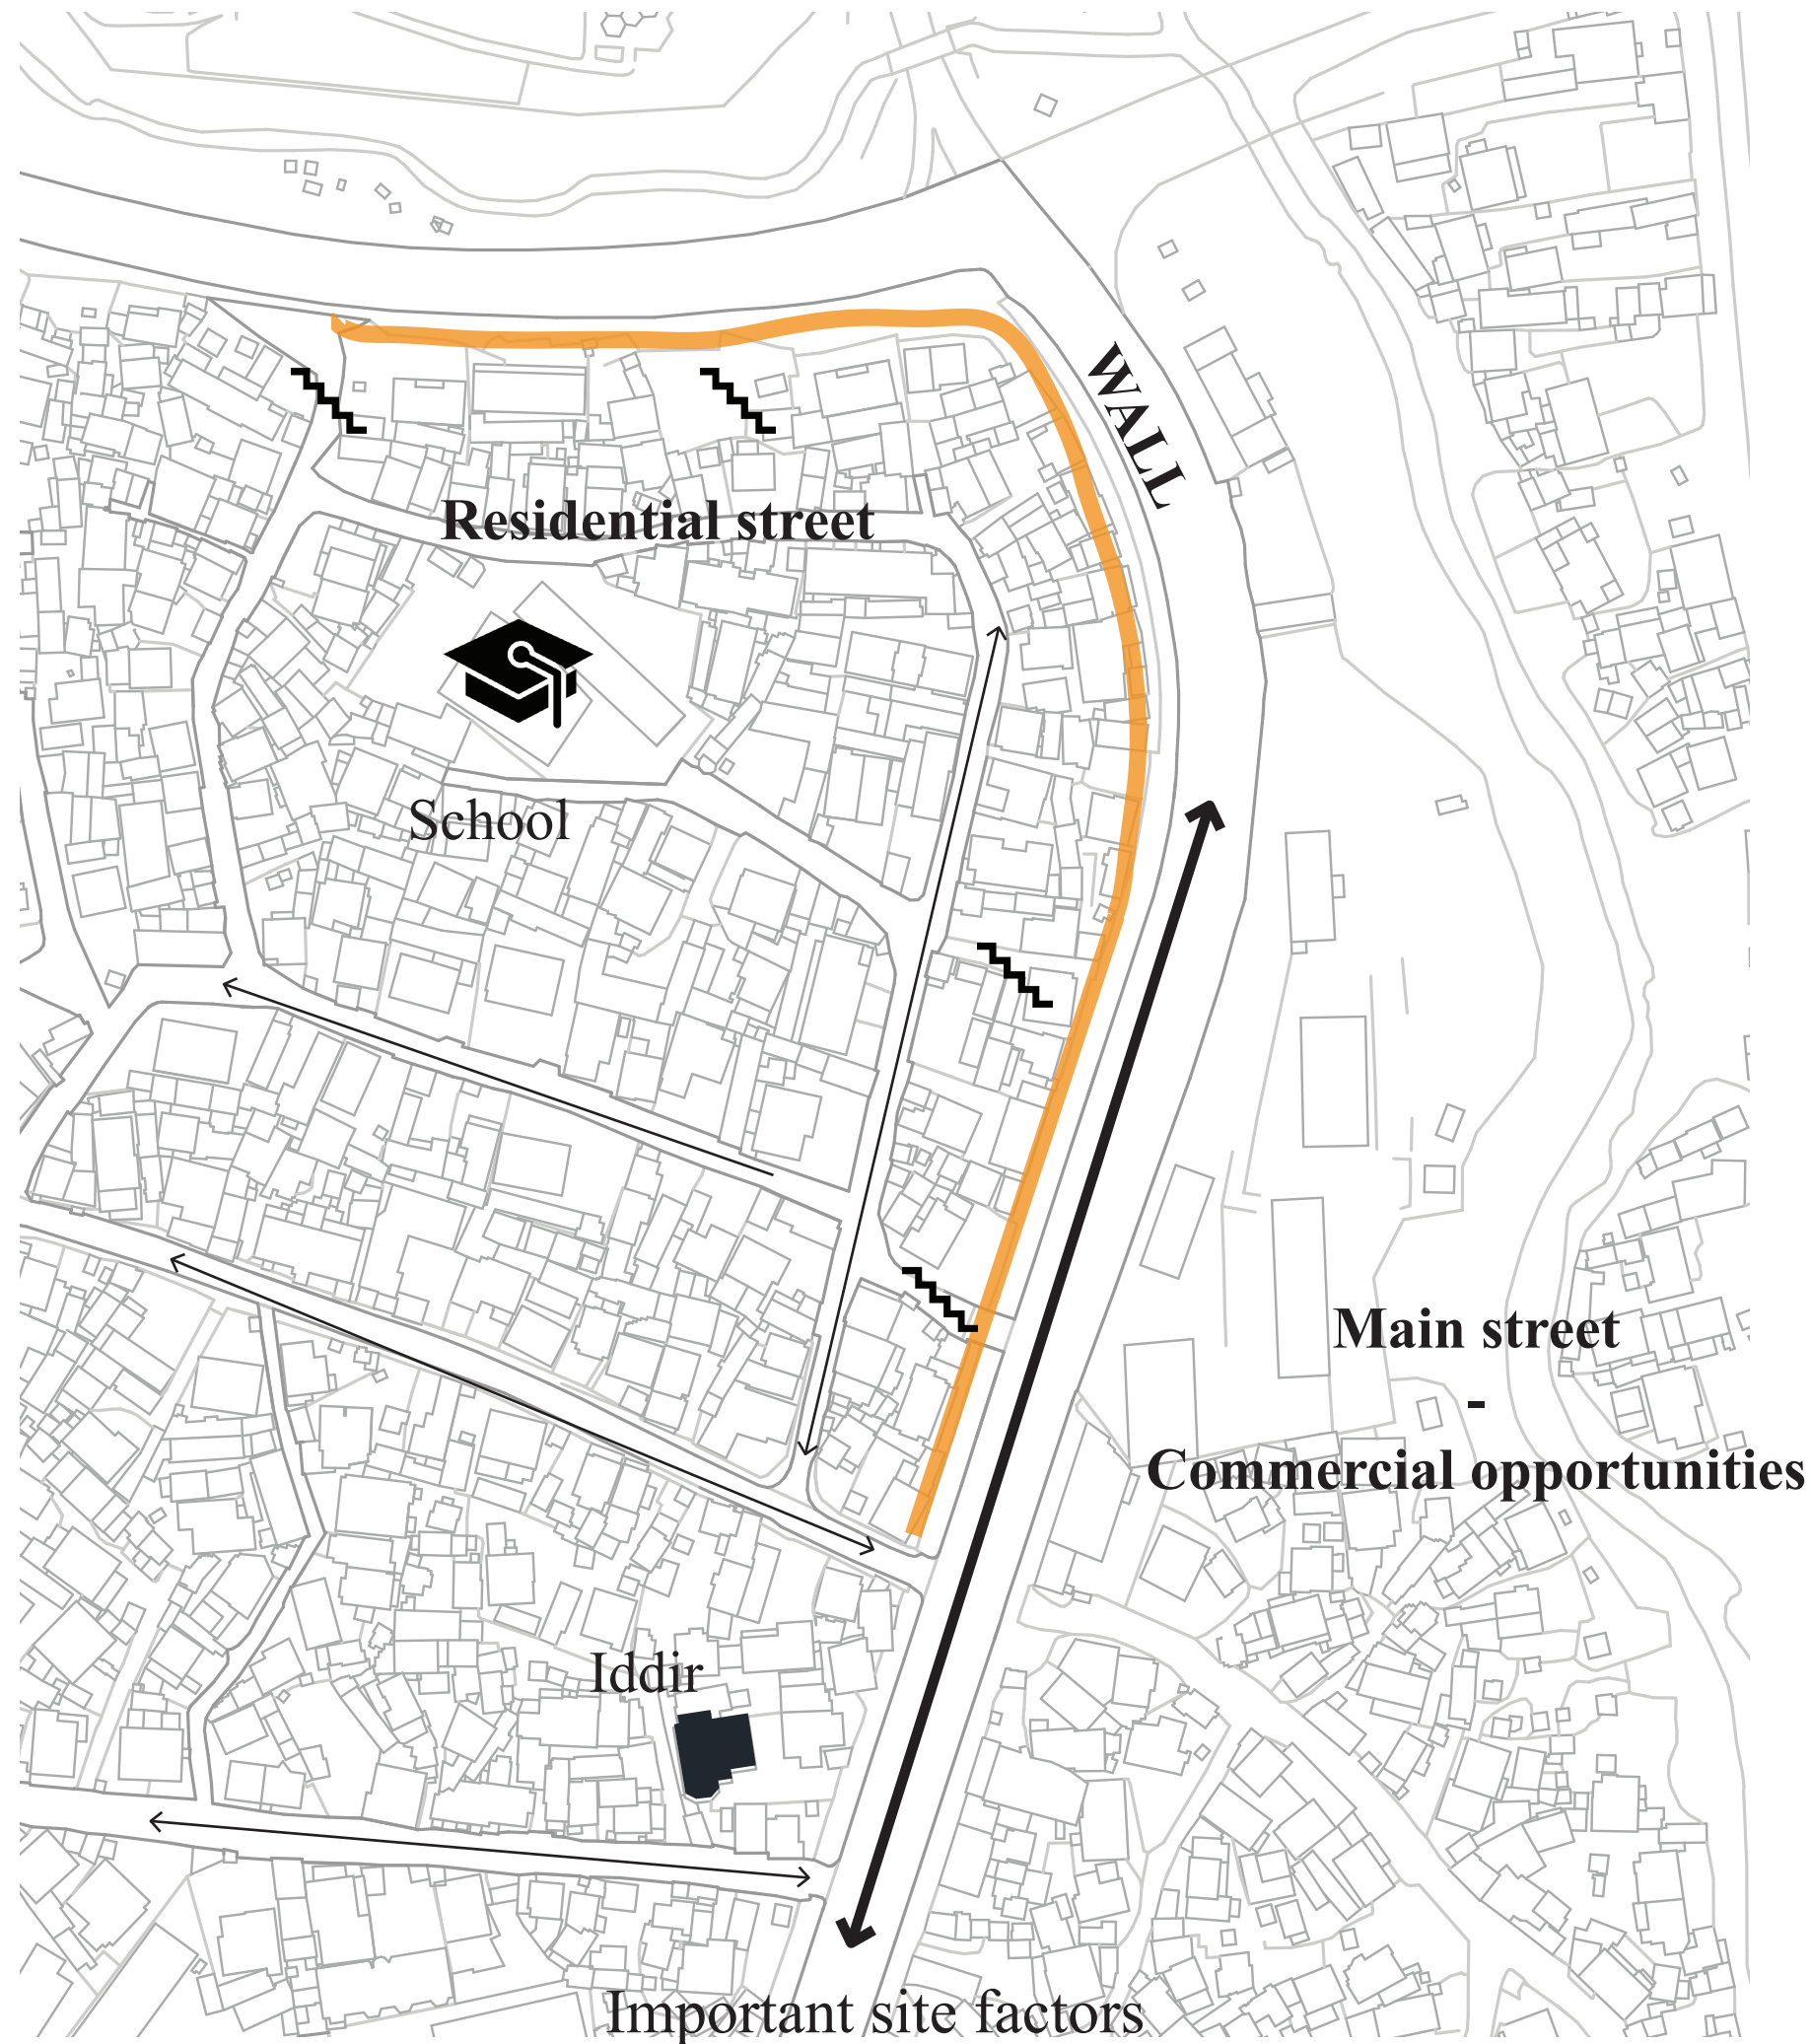 WALL
Residential street
School
Main street
-
Commercial opportunities
Iddir
Important site factors